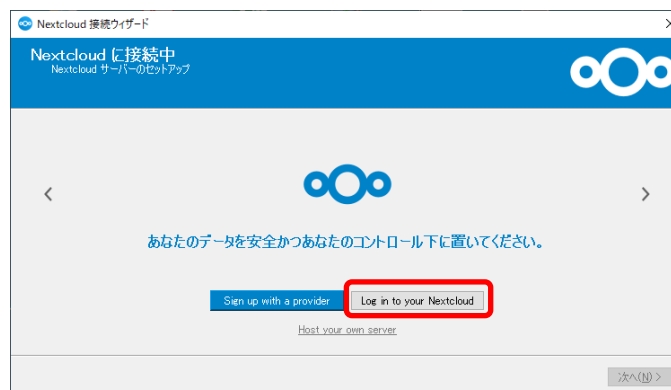 Nextcloud 接続ウィザード
Nextcloud に接続中
Nextcloud サーバーのセットアップ
あなたのデータを安全かつあなたのコントロール下に置いてください。
Sign up with a provider
Log in to your Nextcloud
Host your own server
次へ(N) >